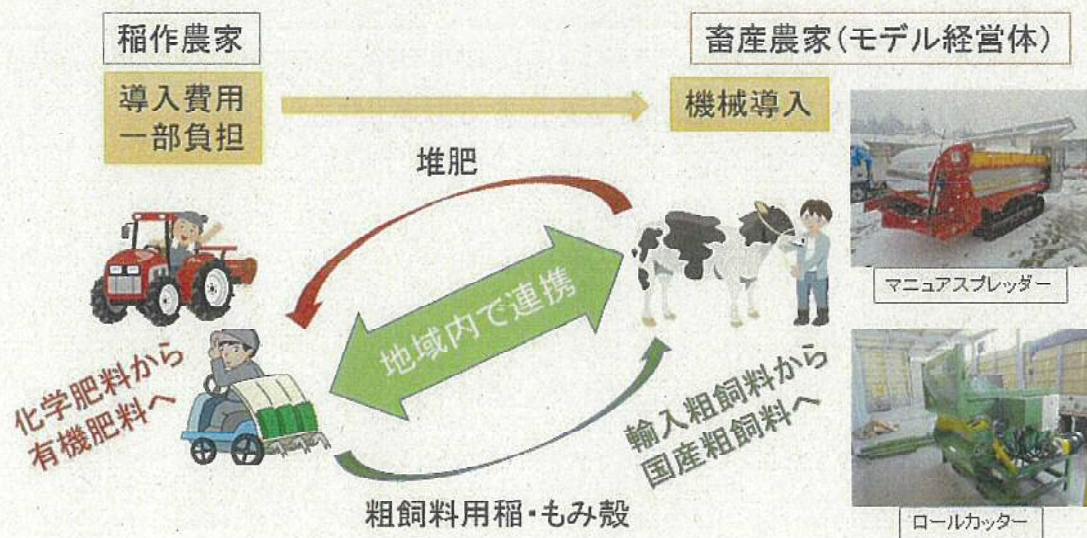 稲作農家
畜産農家(モデル経営体)
導入費用
一部負担
機械導入
堆肥
マニュアスプレッダー
地域内で連携
化学肥料から
有機肥料へ
輸入粗飼料から
国産粗飼料へ
粗飼料用稲・もみ殻
ロールカッター